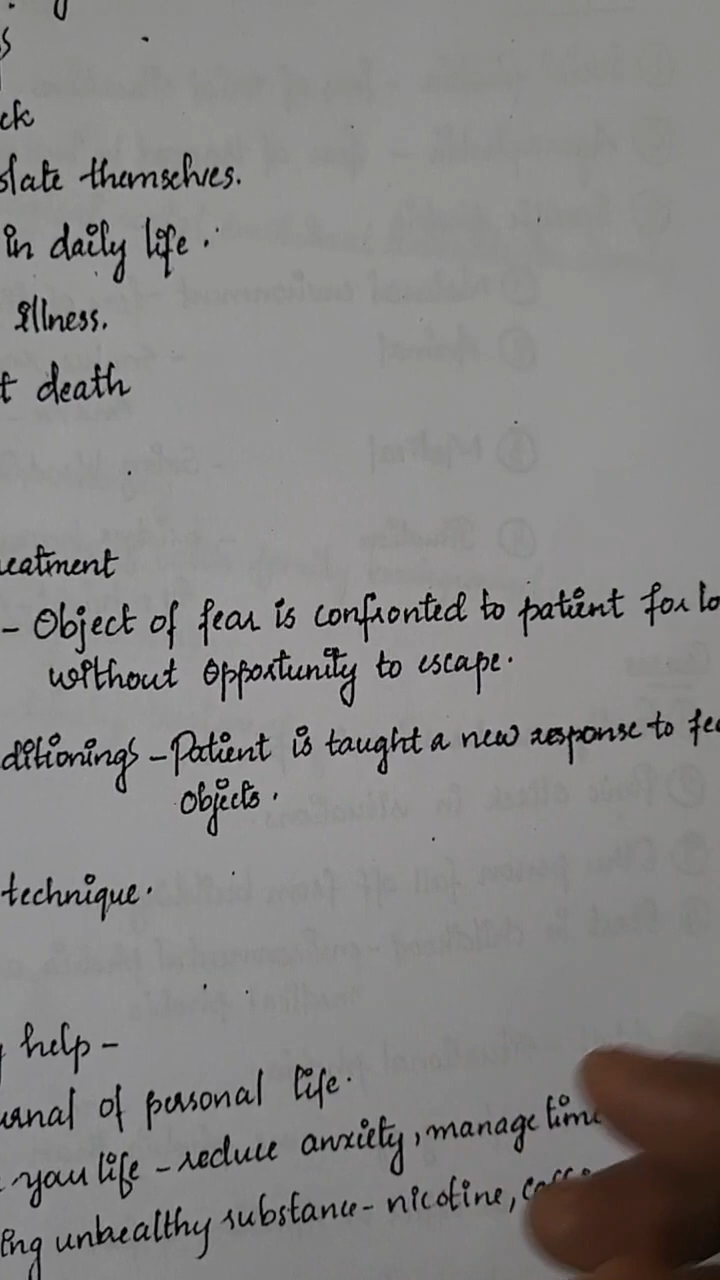 s
ck
slate themselves.
in daily life.
illness.
t death
eatment
- Object of fear is confronted to patient for lo
without opportunity to escape.
ditionings - Patient is taught a new response to fea
objects.
technique.
help -
urnal of personal life.
you life - reduce anxiety, manage time
ing unhealthy substance - nicotine,